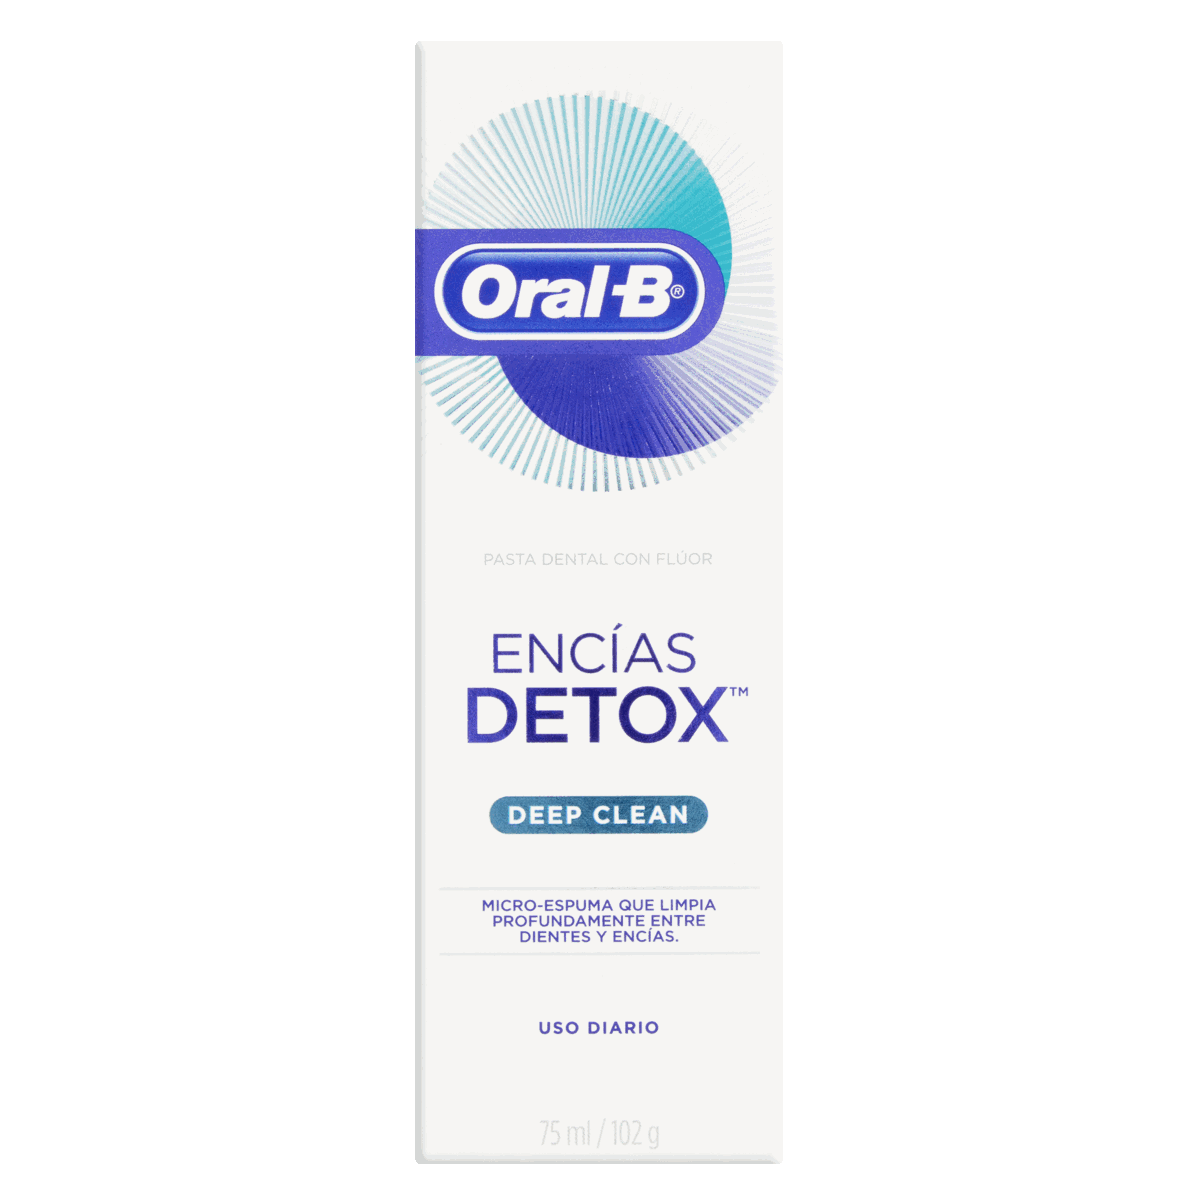 Oral-B®
PASTA DENTAL CON FLÚOR
ENCÍAS
DETOX™
DEEP CLEAN
MICRO-ESPUMA QUE LIMPIA
PROFUNDAMENTE ENTRE
DIENTES Y ENCÍAS.
USO DIARIO
75 ml / 102 g